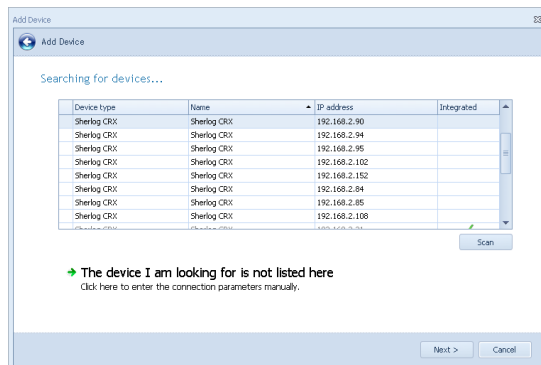 Add Device
Add Device
Searching for devices...
Device type Name IP address Integrated
Sherlog CRX Sherlog CRX 192.168.2.90
Sherlog CRX Sherlog CRX 192.168.2.94
Sherlog CRX Sherlog CRX 192.168.2.95
Sherlog CRX Sherlog CRX 192.168.2.102
Sherlog CRX Sherlog CRX 192.168.2.152
Sherlog CRX Sherlog CRX 192.168.2.84
Sherlog CRX Sherlog CRX 192.168.2.85
Sherlog CRX Sherlog CRX 192.168.2.108
Sherlog CRX Sherlog CRX
Scan
The device I am looking for is not listed here
Click here to enter the connection parameters manually.
Next > Cancel